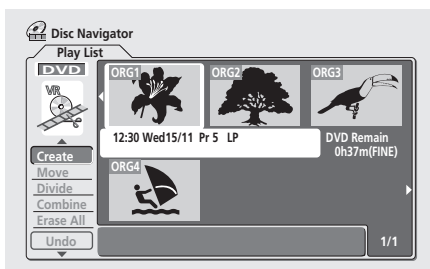 Disc Navigator
Play List
DVD
VR
ORG1
ORG2
ORG3
12:30 Wed15/11 Pr 5 LP
DVD Remain
0h37m(FINE)
ORG4
Create
Move
Divide
Combine
Erase All
Undo
1/1